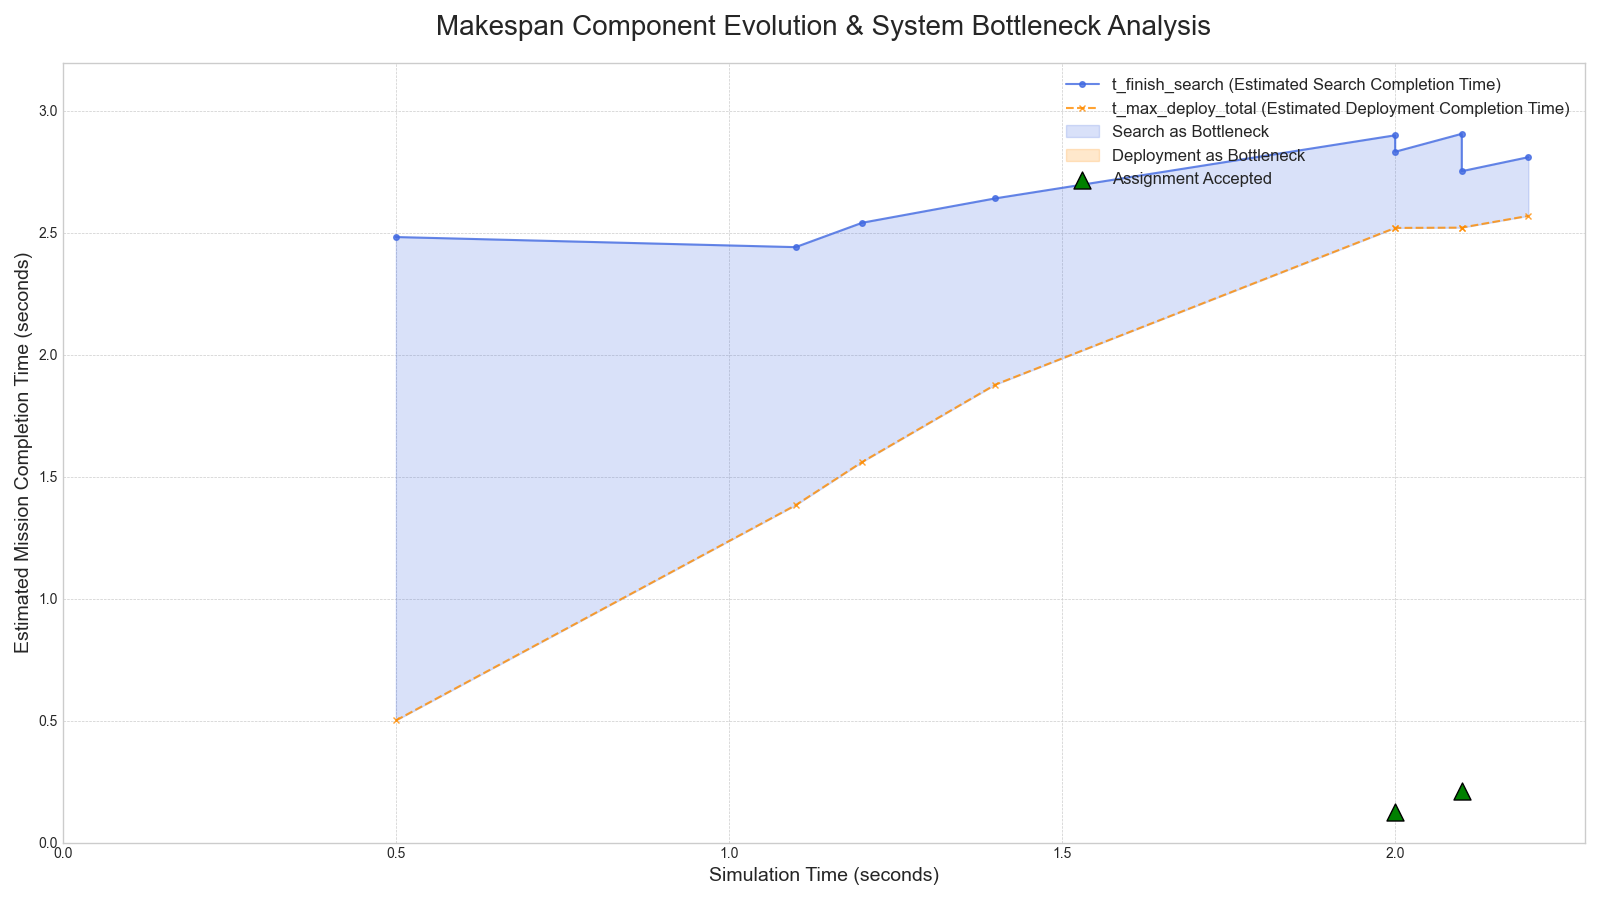 Makespan Component Evolution & System Bottleneck Analysis
t_finish_search (Estimated Search Completion Time)
t_max_deploy_total (Estimated Deployment Completion Time)
Search as Bottleneck
Deployment as Bottleneck
Assignment Accepted
Estimated Mission Completion Time (seconds)
3.0
2.5
2.0
1.5
1.0
0.5
0.0
0.0 0.5 1.0 1.5 2.0
Simulation Time (seconds)